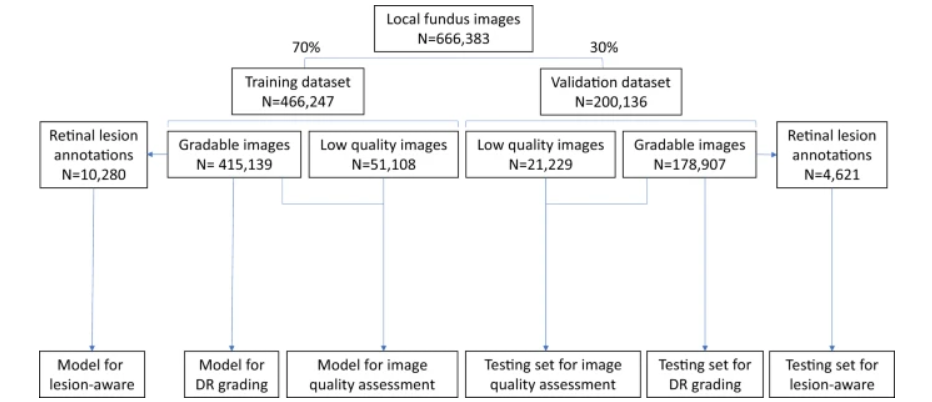 Local fundus images
N=666,383
70%
30%
Training dataset
N=466,247
Validation dataset
N=200,136
Retinal lesion
annotations
N=10,280
Gradable images
N= 415,139
Low quality images
N=51,108
Low quality images
N=21,229
Gradable images
N=178,907
Retinal lesion
annotations
N=4,621
Model for
lesion-aware
Model for
DR grading
Model for image
quality assessment
Testing set for image
quality assessment
Testing set for
DR grading
Testing set for
lesion-aware